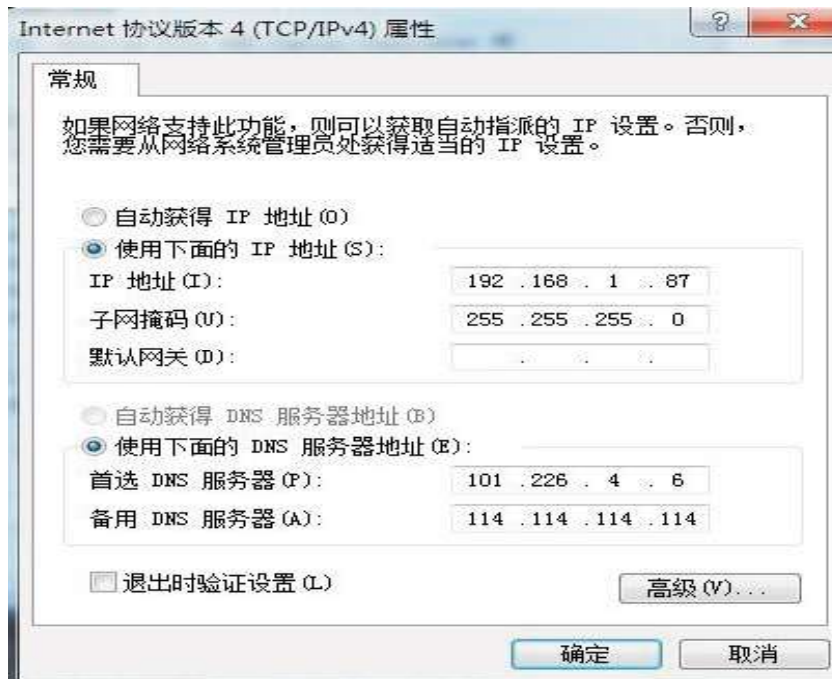 Internet 协议版本 4 (TCP/IPv4) 属性
常规
如果网络支持此功能，则可以获取自动指派的 IP 设置。否则，
您需要从网络系统管理员处获得适当的 IP 设置。
自动获得 IP 地址(O)
使用下面的 IP 地址(S):
IP 地址(I): 192 .168 . 1 . 87
子网掩码(U): 255 .255 .255 . 0
默认网关(D): . . .
自动获得 DNS 服务器地址(B)
使用下面的 DNS 服务器地址(E):
首选 DNS 服务器(P): 101 .226 . 4 . 6
备用 DNS 服务器(A): 114 .114 .114 .114
退出时验证设置(L)
高级(V)...
确定 取消